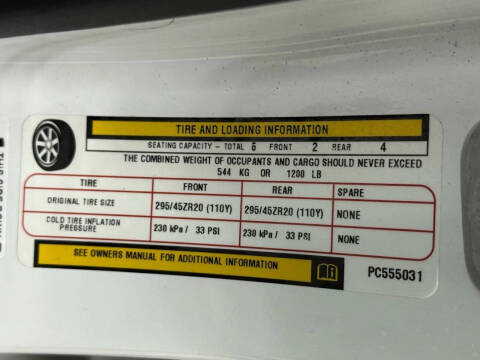 TIRE AND LOADING INFORMATION
SEATING CAPACITY - TOTAL 6 FRONT 2 REAR 4
THE COMBINED WEIGHT OF OCCUPANTS AND CARGO SHOULD NEVER EXCEED
544 KG OR 1200 LB
TIRE FRONT REAR SPARE
ORIGINAL TIRE SIZE 295/45ZR20 (110Y) 295/45ZR20 (110Y) NONE
COLD TIRE INFLATION PRESSURE 230 kPa / 33 PSI 230 kPa / 33 PSI NONE
SEE OWNERS MANUAL FOR ADDITIONAL INFORMATION
PC555031